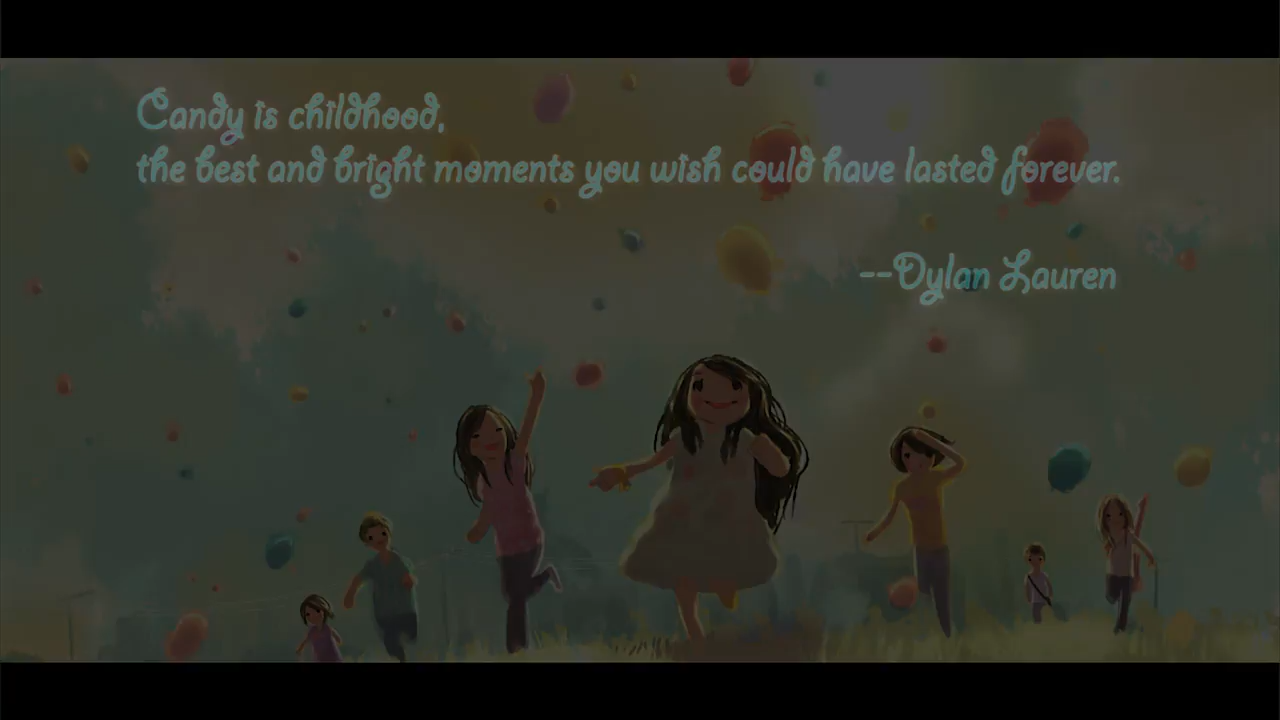 Candy is childhood,
the best and bright moments you wish could have lasted forever.
--Dylan Lauren